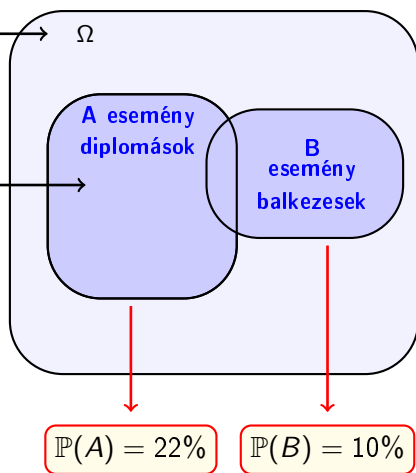 Ω
A esemény
diplomások
B
esemény
balkezesek
ℙ(A) = 22%
ℙ(B) = 10%